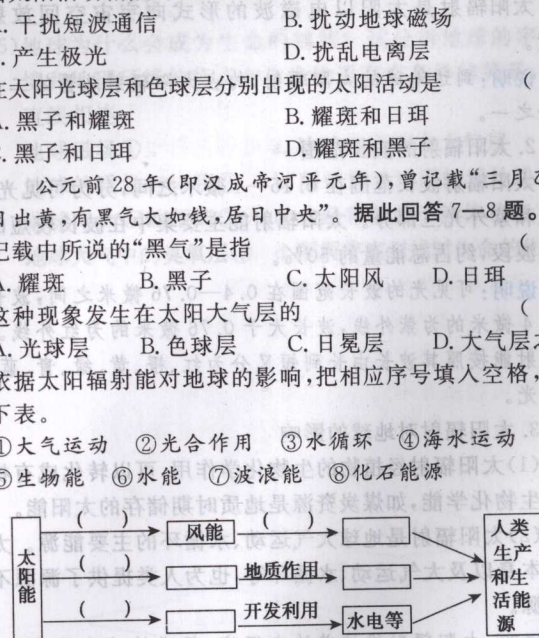 . 干扰短波通信 B. 扰动地球磁场
. 产生极光 D. 扰乱电离层
在太阳光球层和色球层分别出现的太阳活动是 (
. 黑子和耀斑 B. 耀斑和日珥
. 黑子和日珥 D. 耀斑和黑子
公元前 28 年(即汉成帝河平元年),曾记载“三月
日出黄,有黑气大如钱,居日中央”。据此回答 7~8 题。
记载中所说的“黑气”是指 (
A. 耀斑 B. 黑子 C. 太阳风 D. 日珥
这种现象发生在太阳大气层的 (
A. 光球层 B. 色球层 C. 日冕层 D. 大气层
依据太阳辐射能对地球的影响,把相应序号填人空格,
下表。
①大气运动 ②光合作用 ③水循环 ④海水运动
⑤生物能 ⑥水能 ⑦波浪能 ⑧化石能源
太阳能
( ) 风能 ( )
地质作用
( ) 开发利用 水电等
人类生产和生活能源